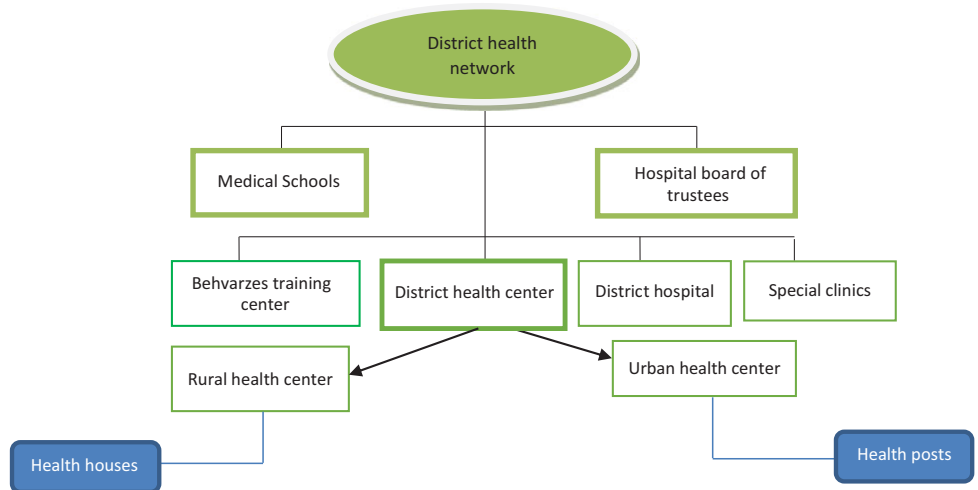 District health
network
Medical Schools
Hospital board of
trustees
Behvarzes training
center
District health center
District hospital
Special clinics
Rural health center
Urban health center
Health houses
Health posts